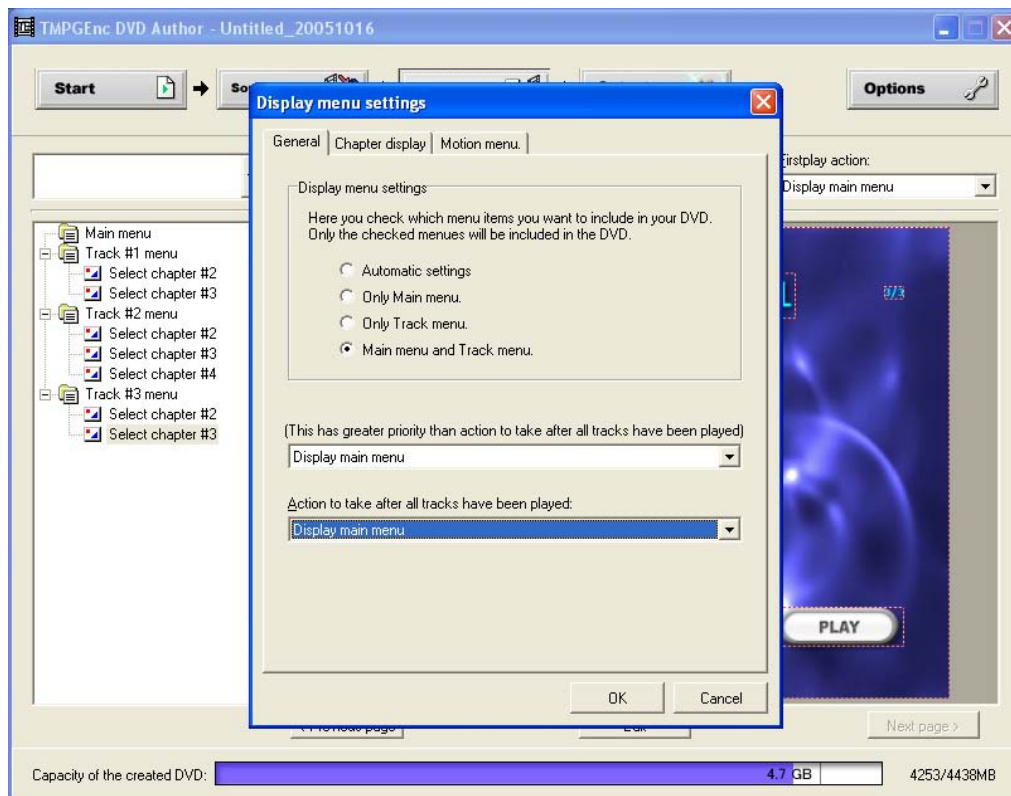 TMPGEnc DVD Author - Untitled_20051016
Start
Options
Display menu settings
General
Chapter display
Motion menu.
Firstplay action:
Display main menu
Display menu settings
Here you check which menu items you want to include in your DVD.
Only the checked menues will be included in the DVD.
Automatic settings
Only Main menu.
Only Track menu.
Main menu and Track menu.
Main menu
Track #1 menu
Select chapter #2
Select chapter #3
Track #2 menu
Select chapter #2
Select chapter #3
Select chapter #4
Track #3 menu
Select chapter #2
Select chapter #3
3/3
(This has greater priority than action to take after all tracks have been played)
Display main menu
Action to take after all tracks have been played:
Display main menu
PLAY
OK
Cancel
Next page >
Capacity of the created DVD:
4.7 GB
4253/4438MB